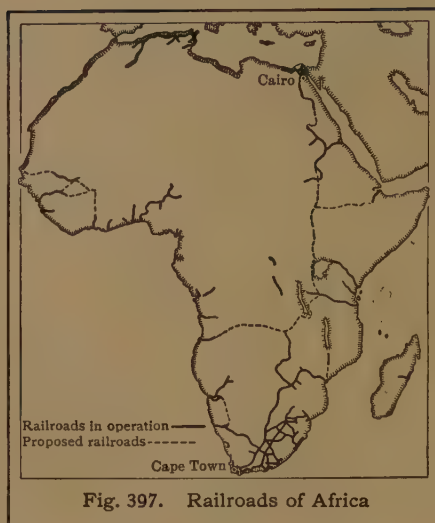 Cairo
Railroads in operation
Proposed railroads
Cape Town
Fig. 397. Railroads of Africa